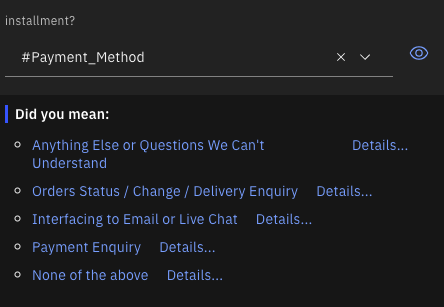 installment?
#Payment_Method
Did you mean:
Anything Else or Questions We Can't Details...
Understand
Orders Status / Change / Delivery Enquiry Details...
Interfacing to Email or Live Chat Details...
Payment Enquiry Details...
None of the above Details...